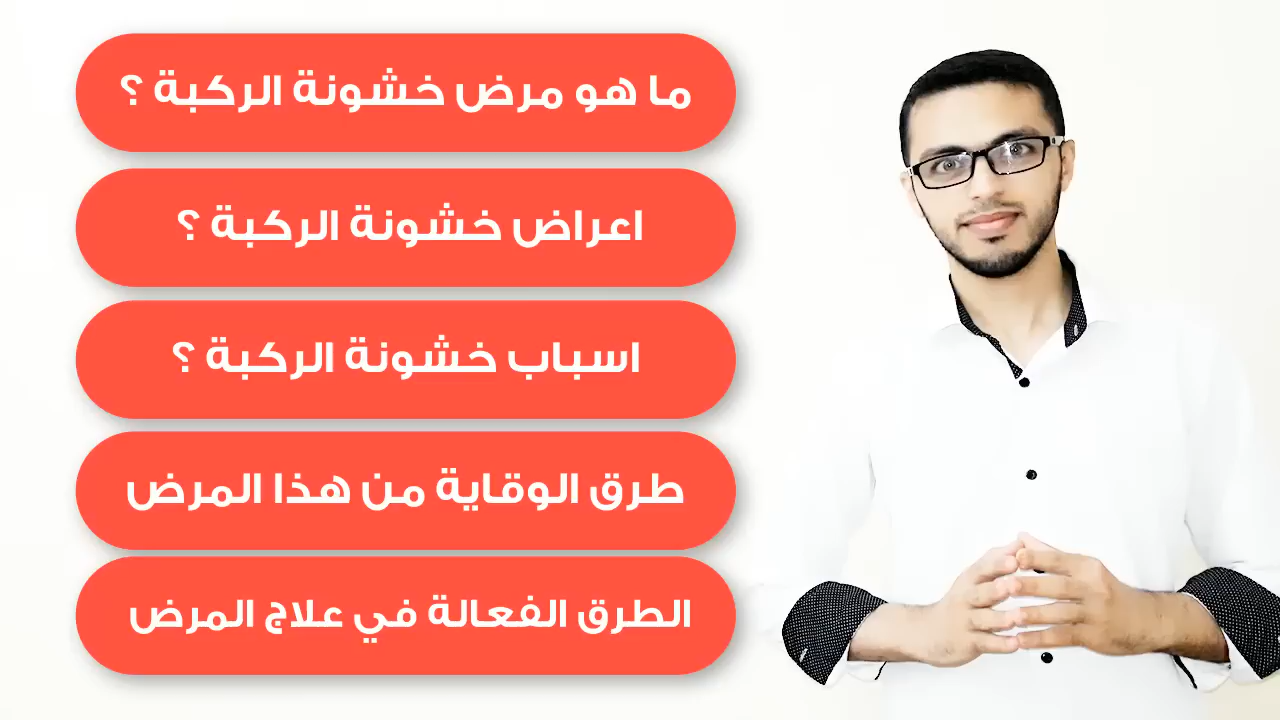 ما هو مرض خشونة الركبة ؟
اعراض خشونة الركبة ؟
اسباب خشونة الركبة ؟
طرق الوقاية من هذا المرض
الطرق الفعالة في علاج المرض